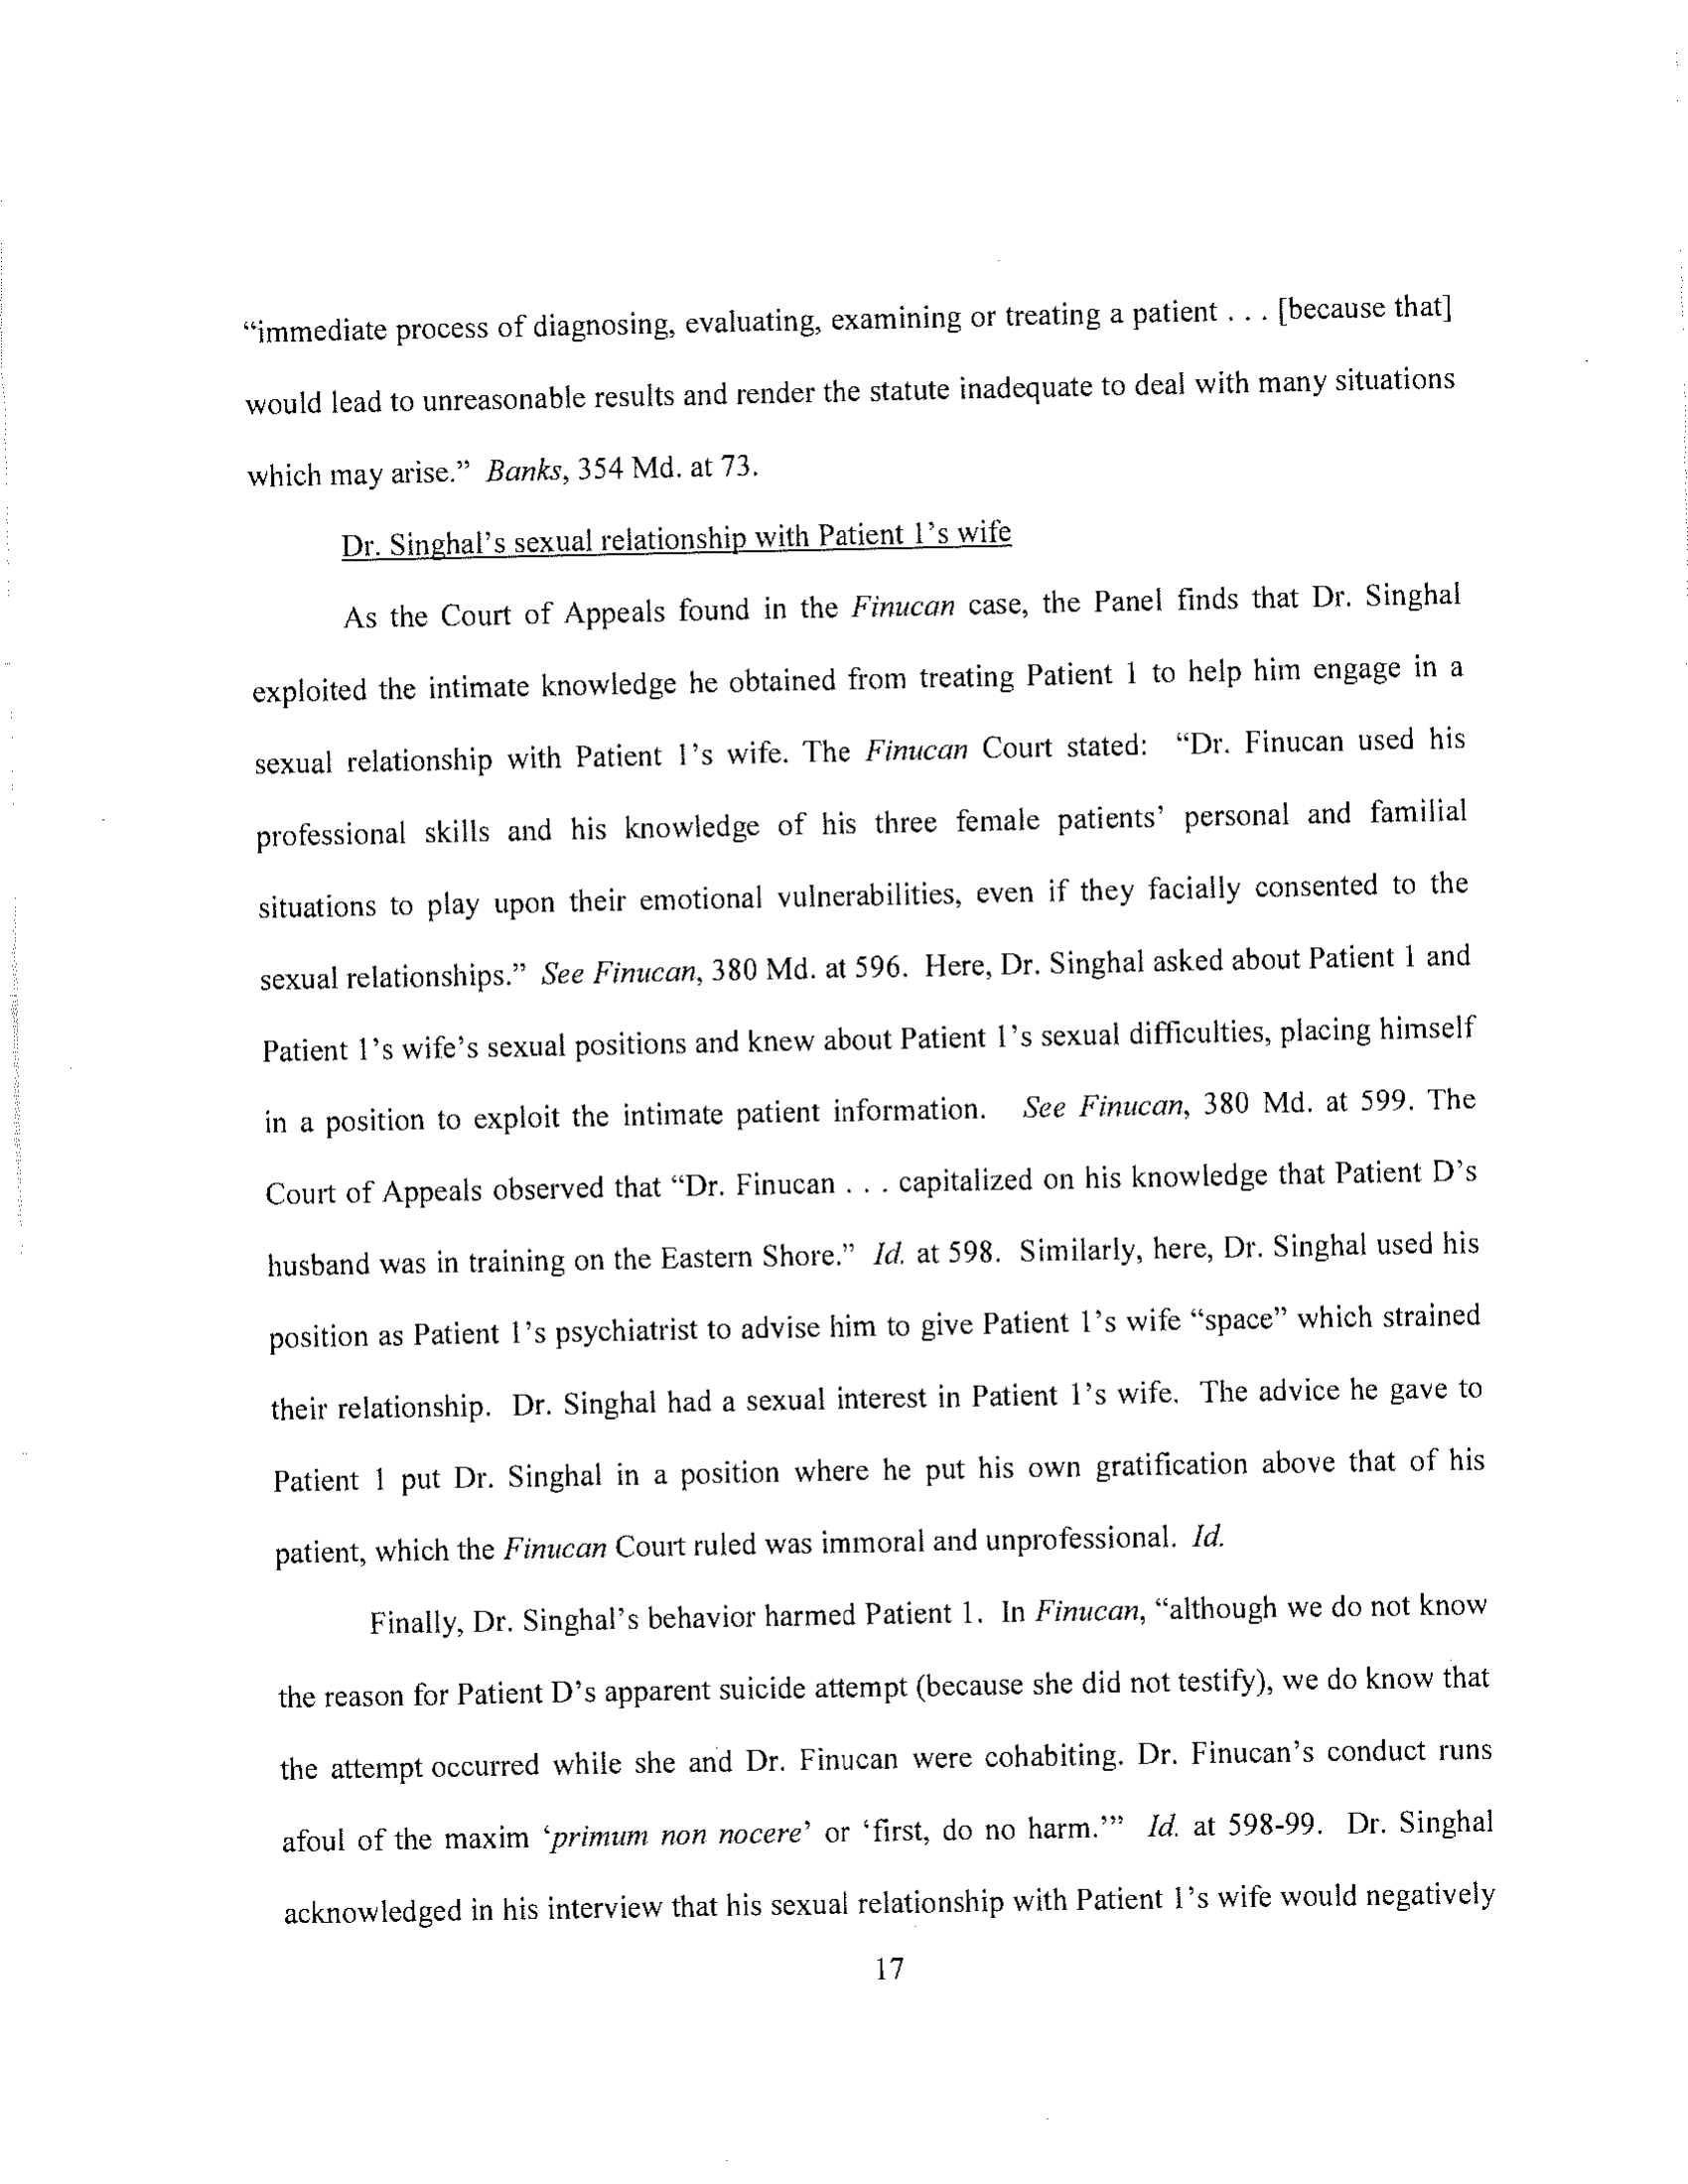 “immediate process of diagnosing, evaluating, examining or treating a patient . . . [because that]
would lead to unreasonable results and render the statute inadequate to deal with many situations
which may arise.” Banks, 354 Md. at 73.
Dr. Singhal’s sexual relationship with Patient 1’s wife
As the Court of Appeals found in the Finucan case, the Panel finds that Dr. Singhal
exploited the intimate knowledge he obtained from treating Patient 1 to help him engage in a
sexual relationship with Patient 1’s wife. The Finucan Court stated: “Dr. Finucan used his
professional skills and his knowledge of his three female patients’ personal and familial
situations to play upon their emotional vulnerabilities, even if they facially consented to the
sexual relationships.” See Finucan, 380 Md. at 596. Here, Dr. Singhal asked about Patient 1 and
Patient 1’s wife’s sexual positions and knew about Patient 1’s sexual difficulties, placing himself
in a position to exploit the intimate patient information. See Finucan, 380 Md. at 599. The
Court of Appeals observed that “Dr. Finucan . . . capitalized on his knowledge that Patient D’s
husband was in training on the Eastern Shore.” Id. at 598. Similarly, here, Dr. Singhal used his
position as Patient 1’s psychiatrist to advise him to give Patient 1’s wife “space” which strained
their relationship. Dr. Singhal had a sexual interest in Patient 1’s wife. The advice he gave to
Patient 1 put Dr. Singhal in a position where he put his own gratification above that of his
patient, which the Finucan Court ruled was immoral and unprofessional. Id.
Finally, Dr. Singhal’s behavior harmed Patient 1. In Finucan, “although we do not know
the reason for Patient D’s apparent suicide attempt (because she did not testify), we do know that
the attempt occurred while she and Dr. Finucan were cohabiting. Dr. Finucan’s conduct runs
afoul of the maxim ‘primum non nocere’ or ‘first, do no harm.’” Id. at 598-99. Dr. Singhal
acknowledged in his interview that his sexual relationship with Patient 1’s wife would negatively
17